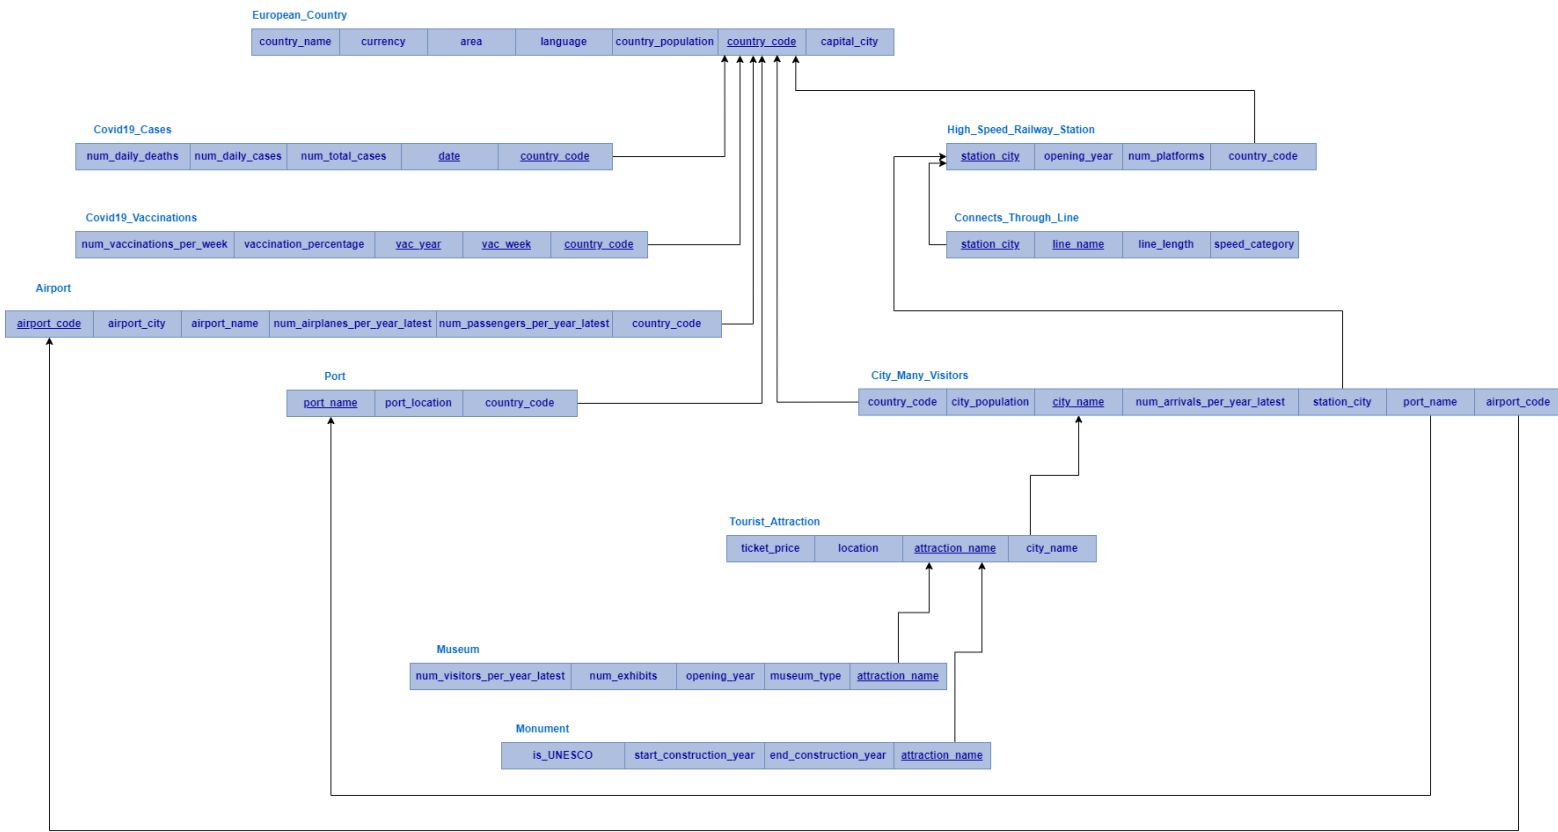 European_Country
country_name currency area language country_population country_code capital_city
Covid19_Cases
num_daily_deaths num_daily_cases num_total_cases date country_code
High_Speed_Railway_Station
station_city opening_year num_platforms country_code
Covid19_Vaccinations
num_vaccinations_per_week vaccination_percentage vac_year vac_week country_code
Connects_Through_Line
station_city line_name line_length speed_category
Airport
airport_code airport_city airport_name num_airplanes_per_year_latest num_passengers_per_year_latest country_code
Port
port_name port_location country_code
City_Many_Visitors
country_code city_population city_name num_arrivals_per_year_latest station_city port_name airport_code
Tourist_Attraction
ticket_price location attraction_name city_name
Museum
num_visitors_per_year_latest num_exhibits opening_year museum_type attraction_name
Monument
is_UNESCO start_construction_year end_construction_year attraction_name